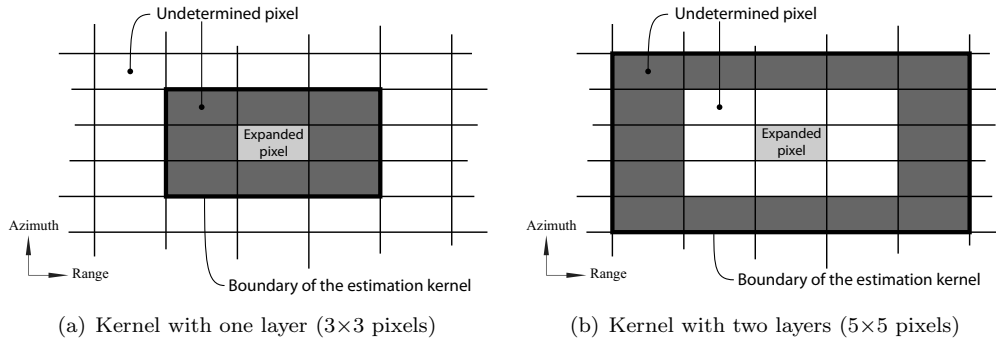 Undetermined pixel
Expanded
pixel
Azimuth
Range
Boundary of the estimation kernel
(a) Kernel with one layer (3×3 pixels)
Undetermined pixel
Expanded
pixel
Azimuth
Range
Boundary of the estimation kernel
(b) Kernel with two layers (5×5 pixels)